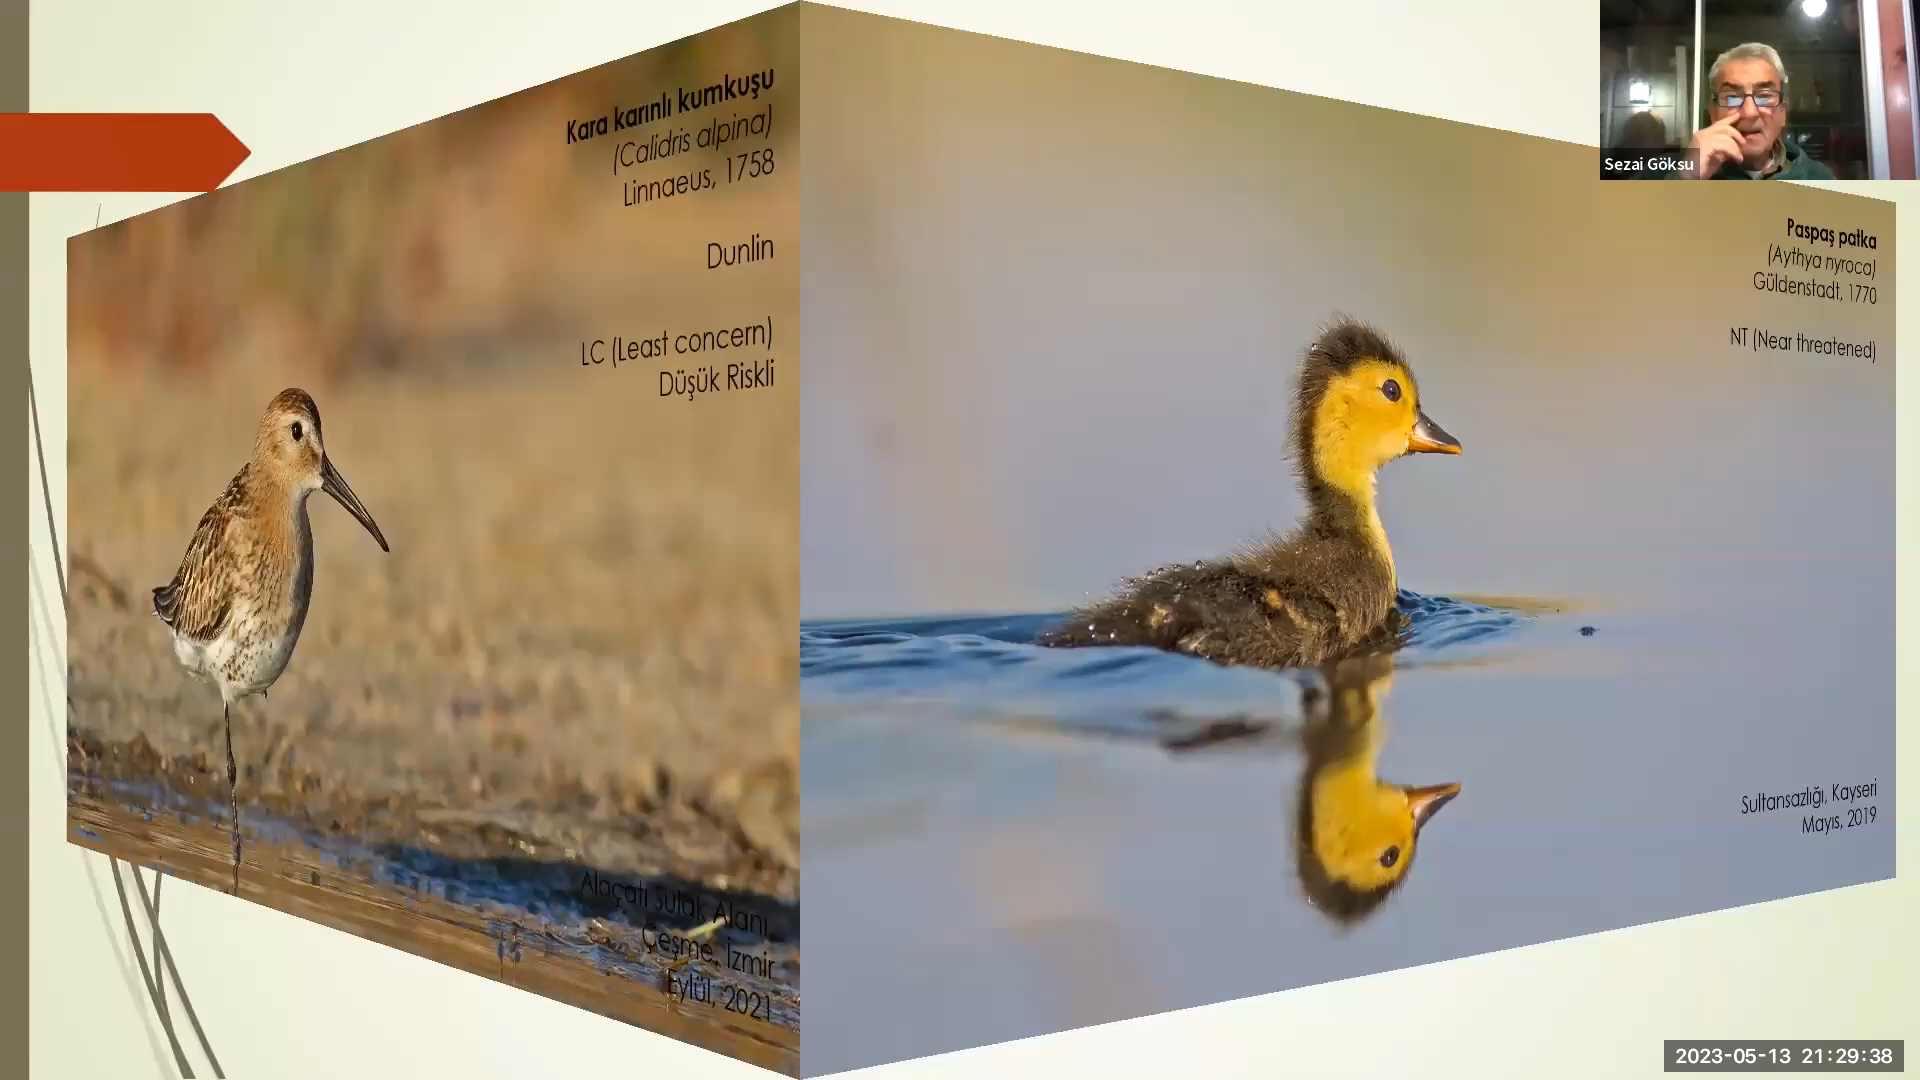 Kara karınlı kumkuşu
(Calidris alpina)
Linnaeus, 1758
Dunlin
LC (Least concern)
Düşük Riskli
Alaçatı Sulak Alanı,
Çeşme, İzmir
Eylül, 2021
Paspaş patka
(Aythya nyroca)
Güldenstadt, 1770
NT (Near threatened)
Sultansazlığı, Kayseri
Mayıs, 2019
Sezai Göksu
2023-05-13 21:29:38